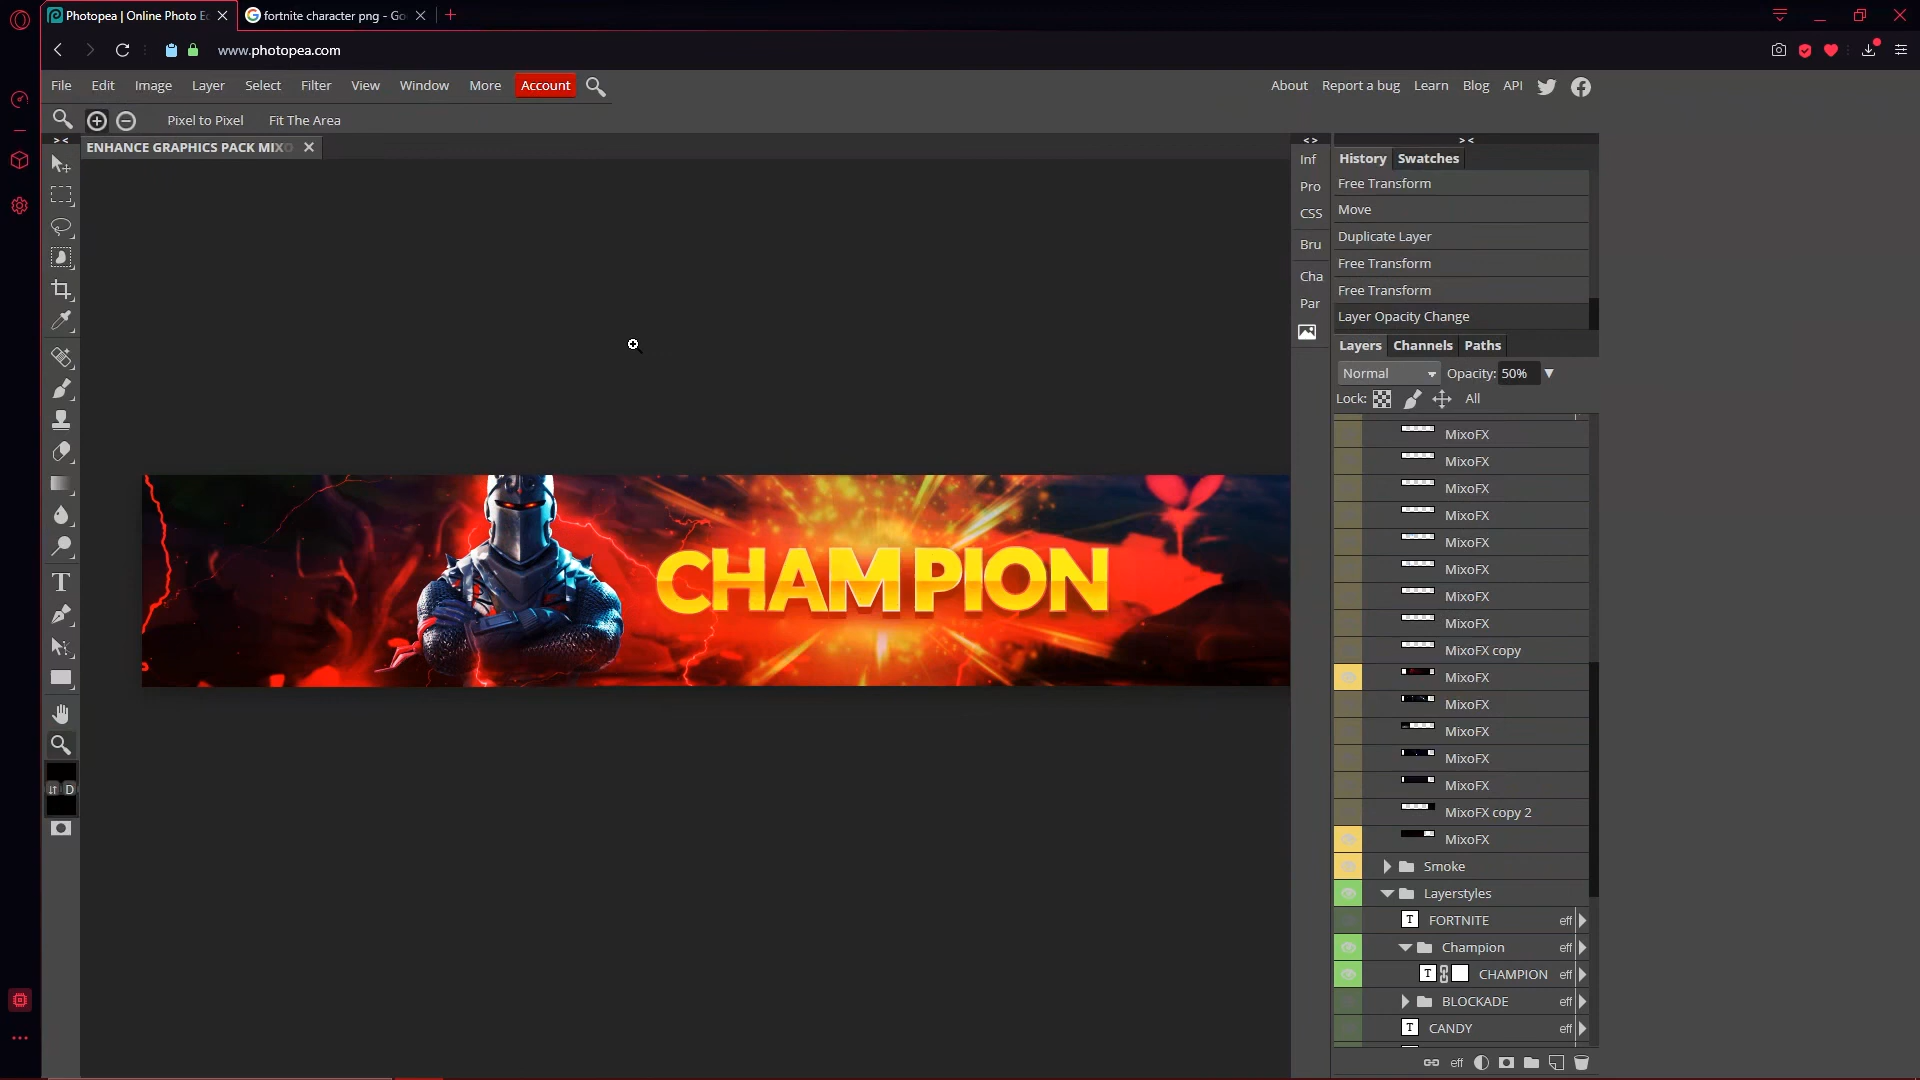 Photopea | Online Photo Ed
fortnite character png - Go
www.photopea.com
File Edit Image Layer Select Filter View Window More Account
About Report a bug Learn Blog API
Pixel to Pixel Fit The Area
ENHANCE GRAPHICS PACK MIXO
Inf
Pro
CSS
Bru
Cha
Par
D
CHAMPION
History Swatches
Free Transform
Move
Duplicate Layer
Free Transform
Free Transform
Layer Opacity Change
Layers Channels Paths
Normal Opacity: 50%
Lock: All
MixoFX
MixoFX
MixoFX
MixoFX
MixoFX
MixoFX
MixoFX
MixoFX
MixoFX copy
MixoFX
MixoFX
MixoFX
MixoFX
MixoFX
MixoFX copy 2
MixoFX
Smoke
Layerstyles
T FORTNITE eff
Champion eff
T CHAMPION eff
BLOCKADE eff
T CANDY eff
eff